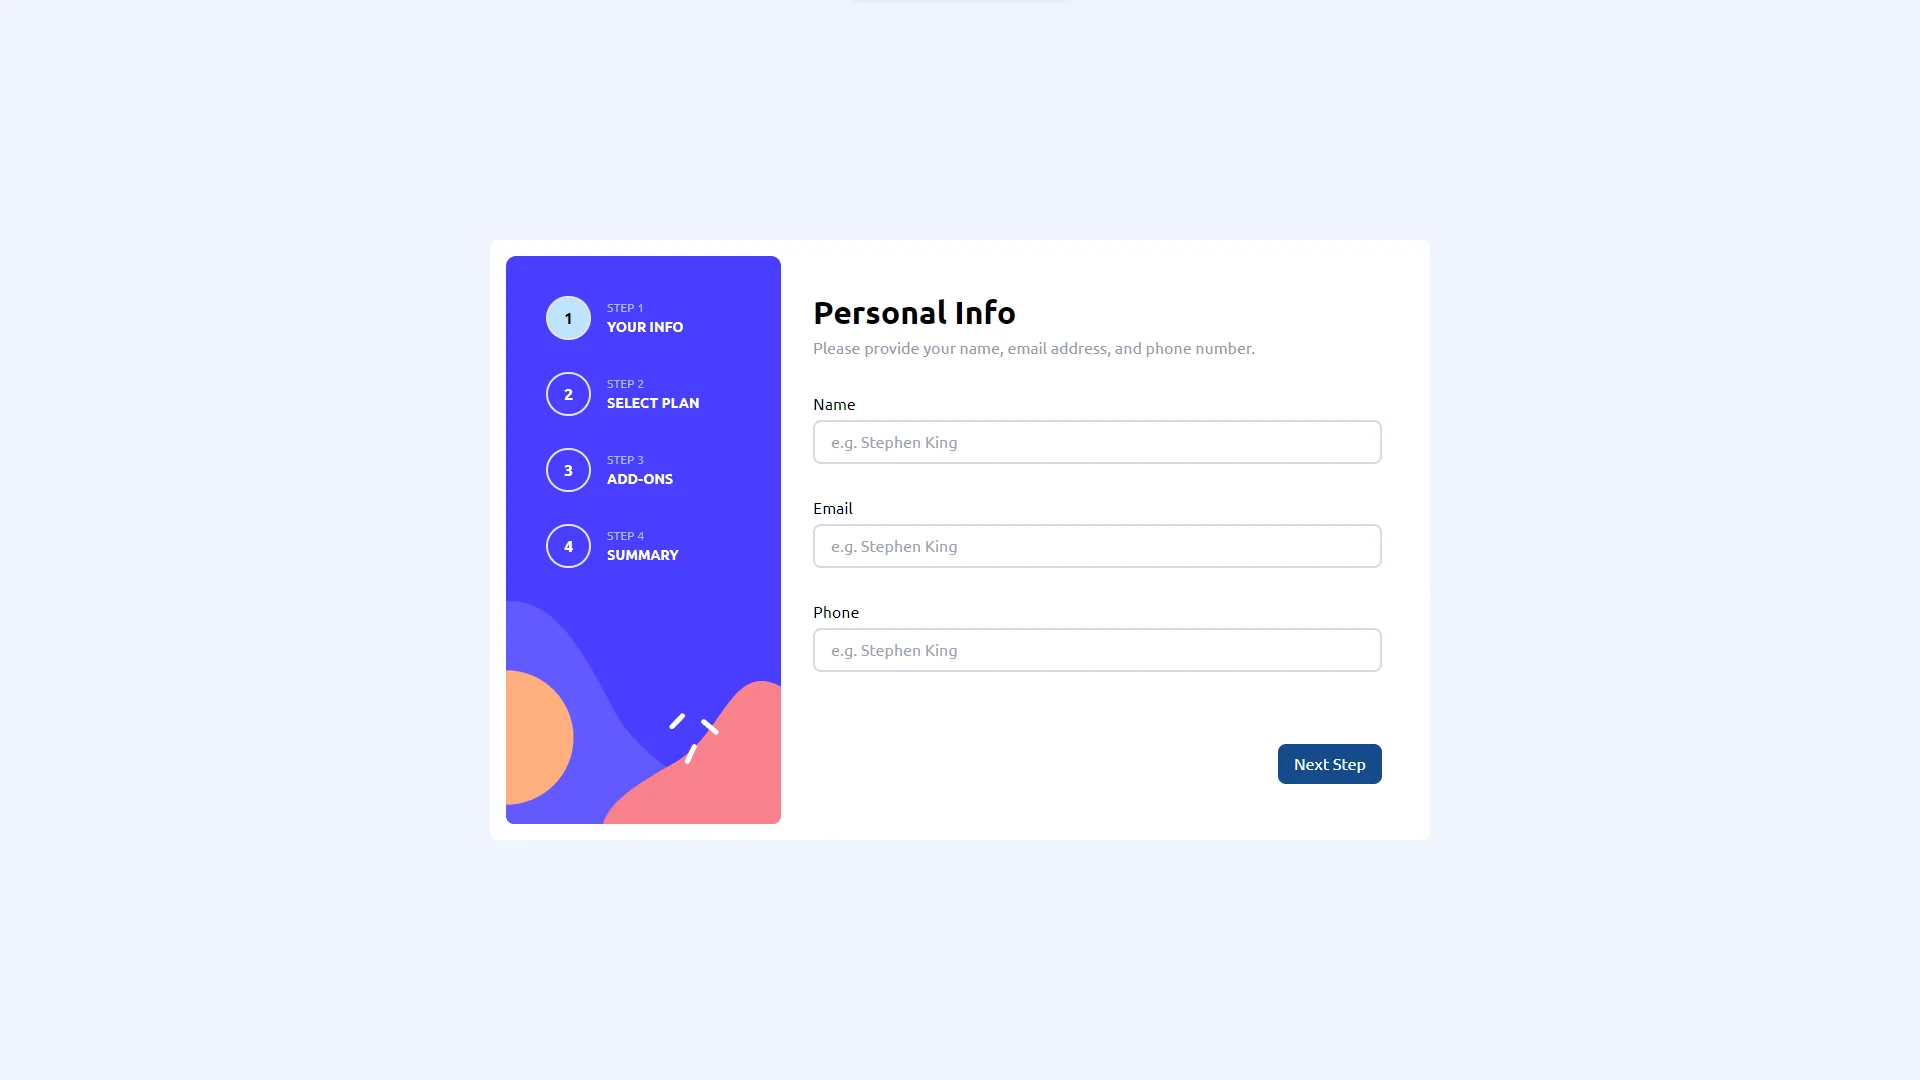 1
STEP 1
YOUR INFO
2
STEP 2
SELECT PLAN
3
STEP 3
ADD-ONS
4
STEP 4
SUMMARY
Personal Info
Please provide your name, email address, and phone number.
Name
e.g. Stephen King
Email
e.g. Stephen King
Phone
e.g. Stephen King
Next Step